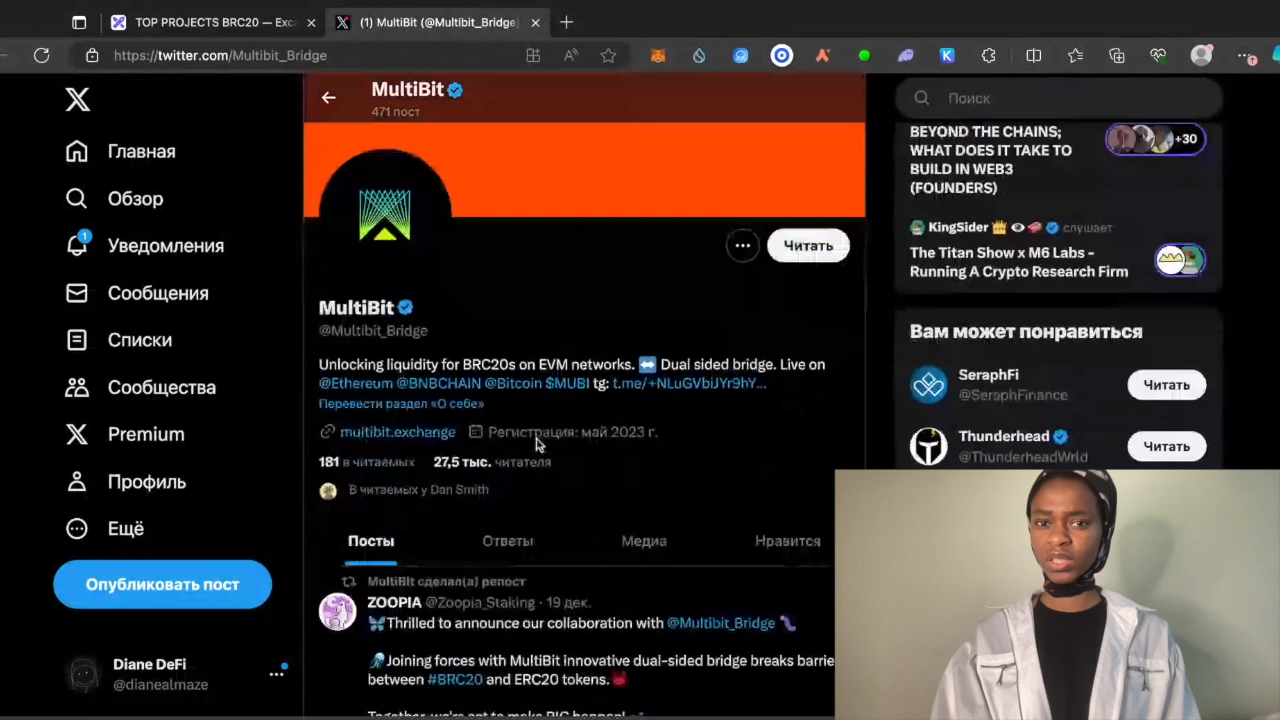 TOP PROJECTS BRC20 — Exca
(1) MultiBit (@Multibit_Bridge)
https://twitter.com/Multibit_Bridge
MultiBit
471 пост
Поиск
Главная
Обзор
1
Уведомления
Сообщения
Списки
Сообщества
Premium
Профиль
Ещё
Опубликовать пост
Diane DeFi
@dianealmaze
Читать
MultiBit
@Multibit_Bridge
Unlocking liquidity for BRC20s on EVM networks. ↔️ Dual sided bridge. Live on
@Ethereum @BNBCHAIN @Bitcoin $MUBI tg: t.me/+NLuGVbiJYr9hY...
Перевести раздел «О себе»
multibit.exchange Регистрация: май 2023 г.
181 в читаемых 27,5 тыс. читателя
В читаемых у Dan Smith
Посты Ответы Медиа Нравится
MultiBit сделал(а) репост
ZOOPIA @Zoopia_Staking · 19 дек.
🦋Thrilled to announce our collaboration with @Multibit_Bridge 🐛
🪼Joining forces with MultiBit innovative dual-sided bridge breaks barrie
between #BRC20 and ERC20 tokens.
BEYOND THE CHAINS;
WHAT DOES IT TAKE TO
BUILD IN WEB3
(FOUNDERS)
+30
KingSider 👑 слушает
The Titan Show x M6 Labs -
Running A Crypto Research Firm
Вам может понравиться
SeraphFi
@SeraphFinance
Читать
Thunderhead
@ThunderheadWrld
Читать